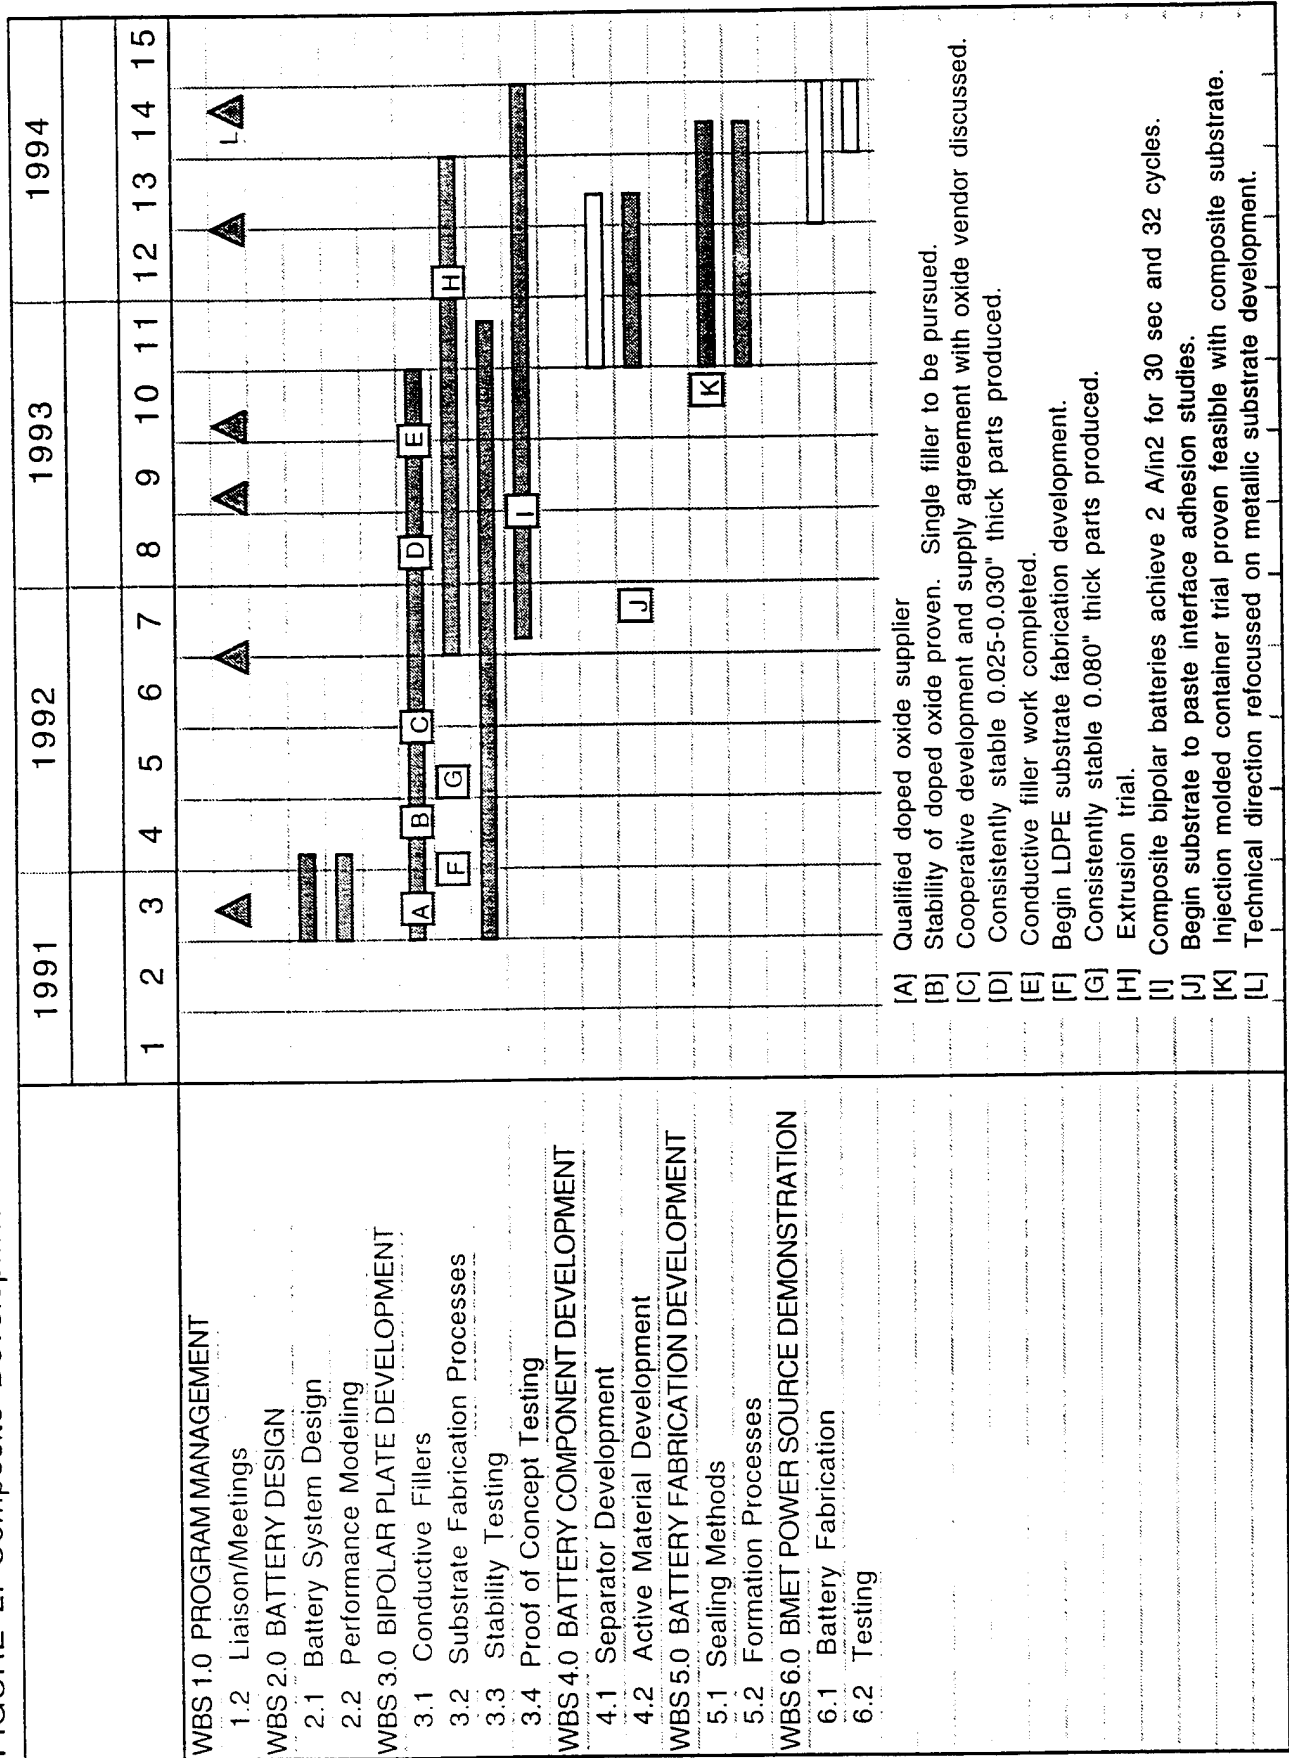 1991 1992 1993 1994
1 2 3 4 5 6 7 8 9 10 11 12 13 14 15
WBS 1.0 PROGRAM MANAGEMENT
1.2 Liaison/Meetings
L
WBS 2.0 BATTERY DESIGN
2.1 Battery System Design
2.2 Performance Modeling
WBS 3.0 BIPOLAR PLATE DEVELOPMENT
3.1 Conductive Fillers
A B C D E
3.2 Substrate Fabrication Processes
F G H
3.3 Stability Testing
3.4 Proof of Concept Testing
I
WBS 4.0 BATTERY COMPONENT DEVELOPMENT
4.1 Separator Development
4.2 Active Material Development
J
WBS 5.0 BATTERY FABRICATION DEVELOPMENT
5.1 Sealing Methods
K
5.2 Formation Processes
WBS 6.0 BMET POWER SOURCE DEMONSTRATION
6.1 Battery Fabrication
6.2 Testing
[A] Qualified doped oxide supplier
[B] Stability of doped oxide proven. Single filler to be pursued.
[C] Cooperative development and supply agreement with oxide vendor discussed.
[D] Consistently stable 0.025-0.030" thick parts produced.
[E] Conductive filler work completed.
[F] Begin LDPE substrate fabrication development.
[G] Consistently stable 0.080" thick parts produced.
[H] Extrusion trial.
[I] Composite bipolar batteries achieve 2 A/in2 for 30 sec and 32 cycles.
[J] Begin substrate to paste interface adhesion studies.
[K] Injection molded container trial proven feasible with composite substrate.
[L] Technical direction refocussed on metallic substrate development.